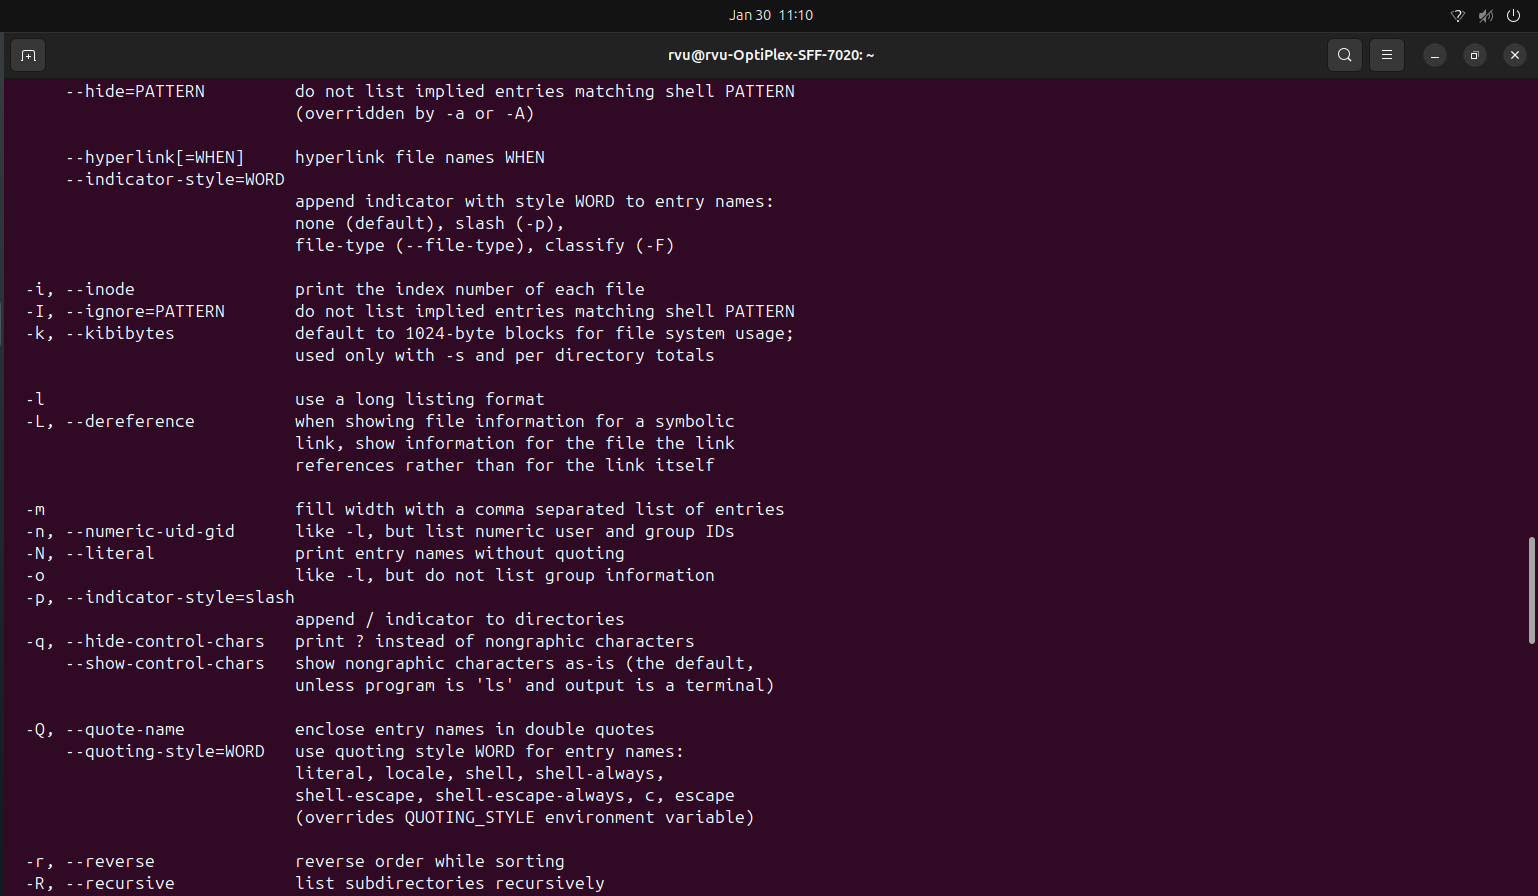 Jan 30 11:10
rvu@rvu-OptiPlex-SFF-7020: ~
--hide=PATTERN do not list implied entries matching shell PATTERN
(overridden by -a or -A)
--hyperlink[=WHEN] hyperlink file names WHEN
--indicator-style=WORD
append indicator with style WORD to entry names:
none (default), slash (-p),
file-type (--file-type), classify (-F)
-i, --inode print the index number of each file
-I, --ignore=PATTERN do not list implied entries matching shell PATTERN
-k, --kibibytes default to 1024-byte blocks for file system usage;
used only with -s and per directory totals
-l use a long listing format
-L, --dereference when showing file information for a symbolic
link, show information for the file the link
references rather than for the link itself
-m fill width with a comma separated list of entries
-n, --numeric-uid-gid like -l, but list numeric user and group IDs
-N, --literal print entry names without quoting
-o like -l, but do not list group information
-p, --indicator-style=slash
append / indicator to directories
-q, --hide-control-chars print ? instead of nongraphic characters
--show-control-chars show nongraphic characters as-is (the default,
unless program is 'ls' and output is a terminal)
-Q, --quote-name enclose entry names in double quotes
--quoting-style=WORD use quoting style WORD for entry names:
literal, locale, shell, shell-always,
shell-escape, shell-escape-always, c, escape
(overrides QUOTING_STYLE environment variable)
-r, --reverse reverse order while sorting
-R, --recursive list subdirectories recursively